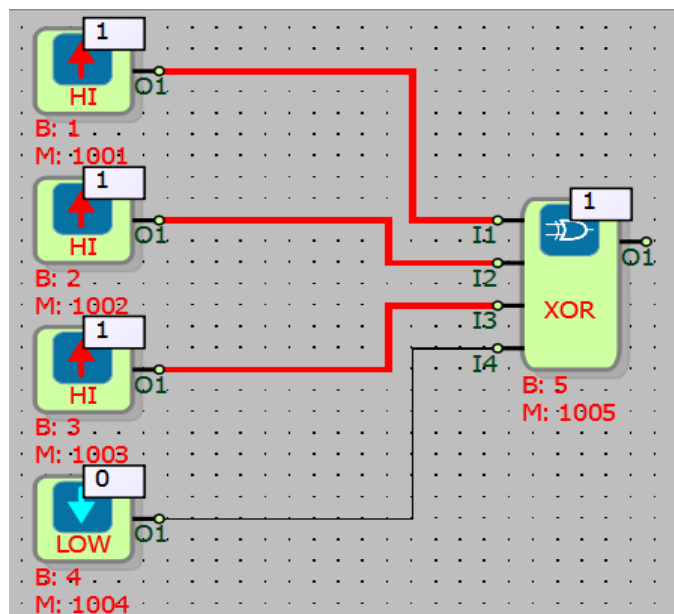 1
O1
HI
B: 1
M: 1001
1
O1
HI
B: 2
M: 1002
1
O1
HI
B: 3
M: 1003
0
O1
LOW
B: 4
M: 1004
I1
I2
I3
I4
1
XOR
O1
B: 5
M: 1005